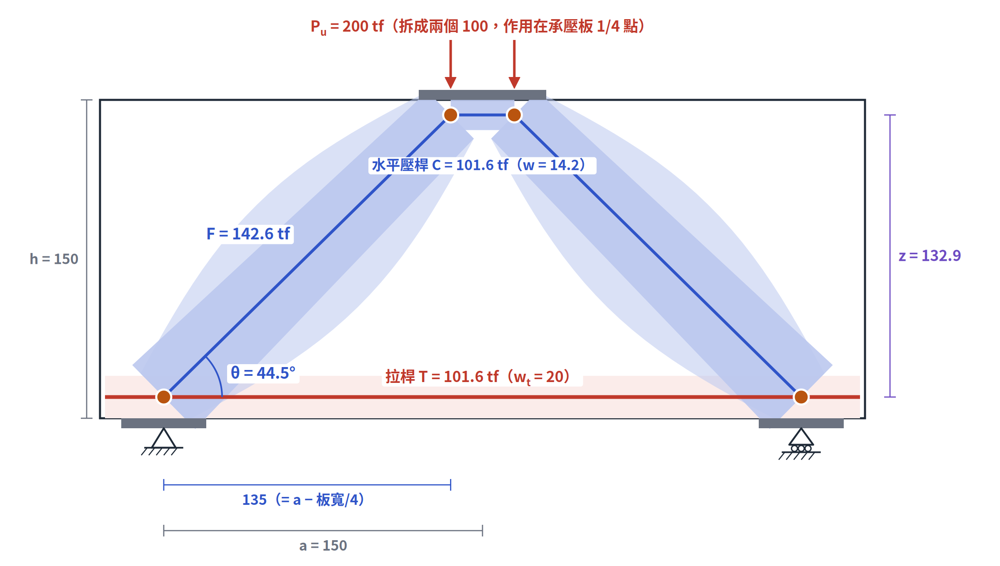 Pu = 200 tf（拆成兩個 100，作用在承壓板 1/4 點）
水平壓桿 C = 101.6 tf（w = 14.2）
F = 142.6 tf
h = 150
z = 132.9
θ = 44.5°
拉桿 T = 101.6 tf（wt = 20）
135（= a − 板寬/4）
a = 150